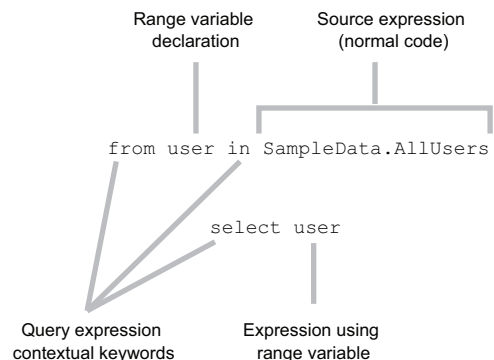 Range variable
declaration
Source expression
(normal code)
from user in SampleData.AllUsers
select user
Query expression
contextual keywords
Expression using
range variable